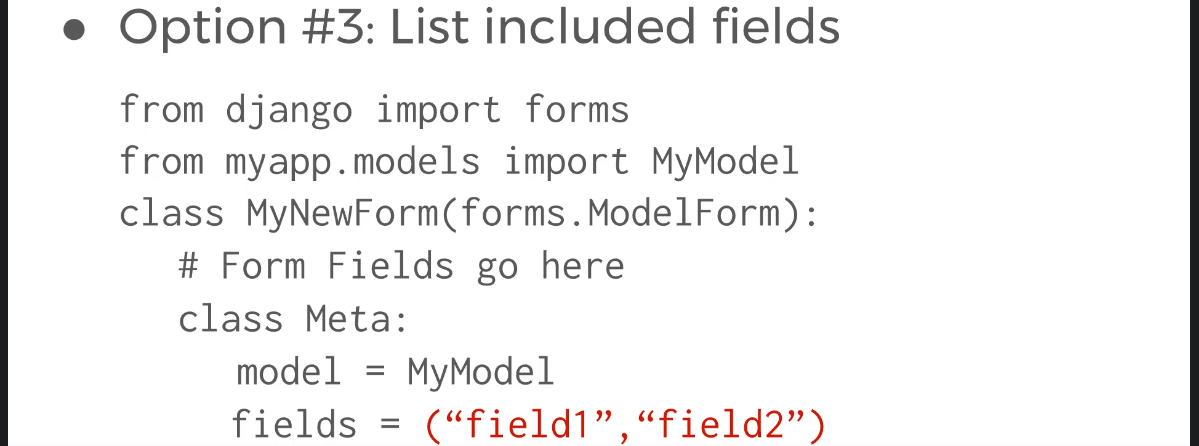 ● Option #3: List included fields
from django import forms
from myapp.models import MyModel
class MyNewForm(forms.ModelForm):
# Form Fields go here
class Meta:
model = MyModel
fields = (“field1”,“field2”)